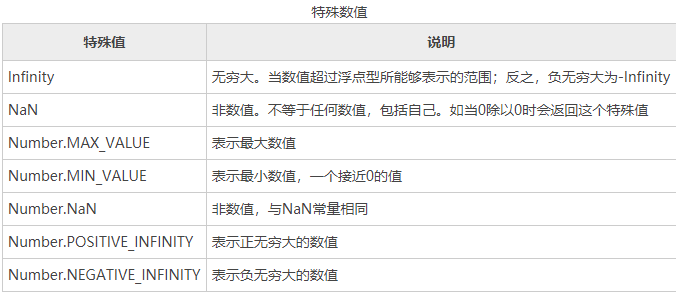 特殊数值
特殊值 说明
Infinity 无穷大。当数值超过浮点型所能够表示的范围；反之，负无穷大为-Infinity
NaN 非数值。不等于任何数值，包括自己。如当0除以0时会返回这个特殊值
Number.MAX_VALUE 表示最大数值
Number.MIN_VALUE 表示最小数值，一个接近0的值
Number.NaN 非数值，与NaN常量相同
Number.POSITIVE_INFINITY 表示正无穷大的数值
Number.NEGATIVE_INFINITY 表示负无穷大的数值